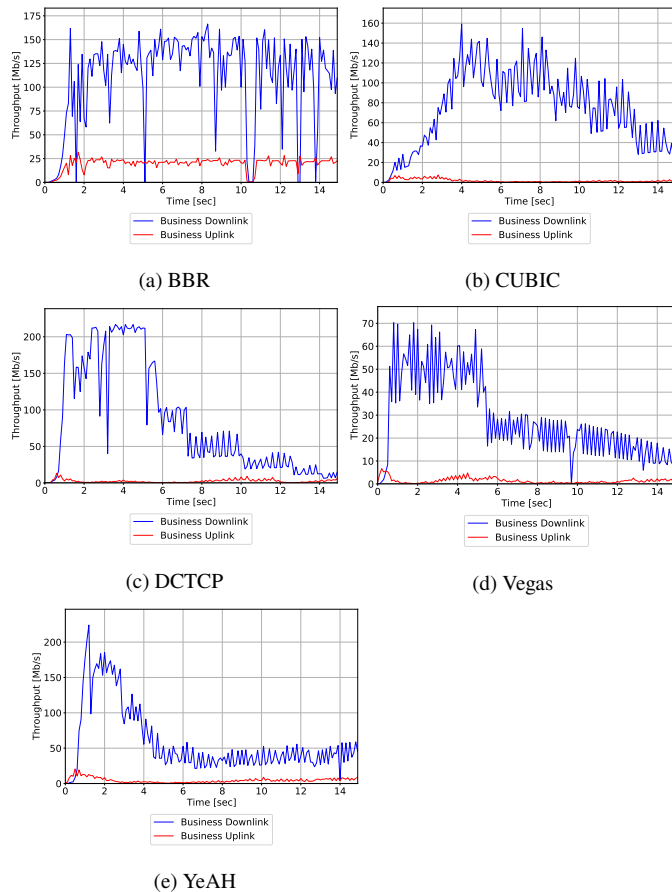 175
150
125
100
75
50
25
0
Throughput [Mb/s]
0 2 4 6 8 10 12 14
Time [sec]
Business Downlink
Business Uplink
(a) BBR
160
140
120
100
80
60
40
20
0
Throughput [Mb/s]
0 2 4 6 8 10 12 14
Time [sec]
Business Downlink
Business Uplink
(b) CUBIC
200
150
100
50
0
Throughput [Mb/s]
0 2 4 6 8 10 12 14
Time [sec]
Business Downlink
Business Uplink
(c) DCTCP
70
60
50
40
30
20
10
0
Throughput [Mb/s]
0 2 4 6 8 10 12 14
Time [sec]
Business Downlink
Business Uplink
(d) Vegas
200
150
100
50
0
Throughput [Mb/s]
0 2 4 6 8 10 12 14
Time [sec]
Business Downlink
Business Uplink
(e) YeAH